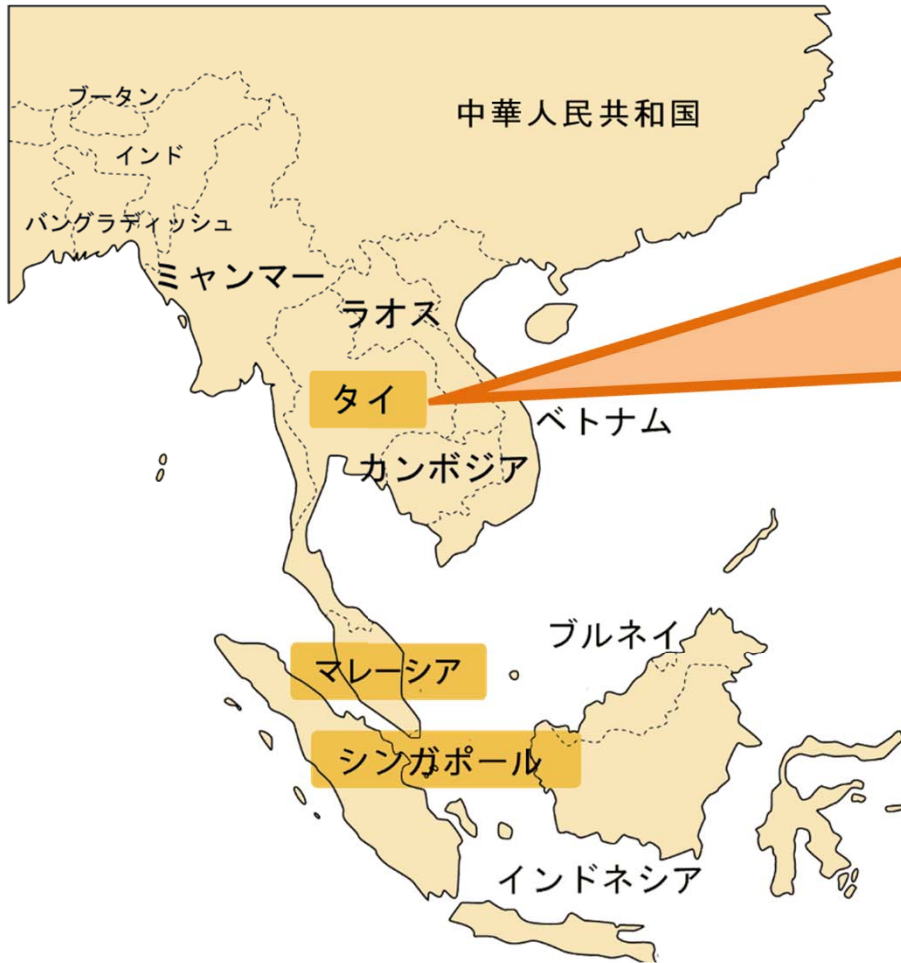 ブータン
中華人民共和国
インド
バングラディッシュ
ミャンマー
ラオス
タイ
ベトナム
カンボジア
ブルネイ
マレーシア
シンガポール
インドネシア